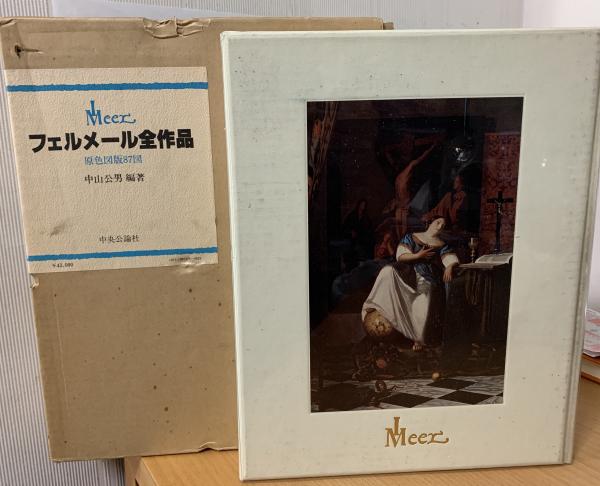 Meer
フェルメール全作品
原色図版87図
中山公男 編著
中央公論社
Meer